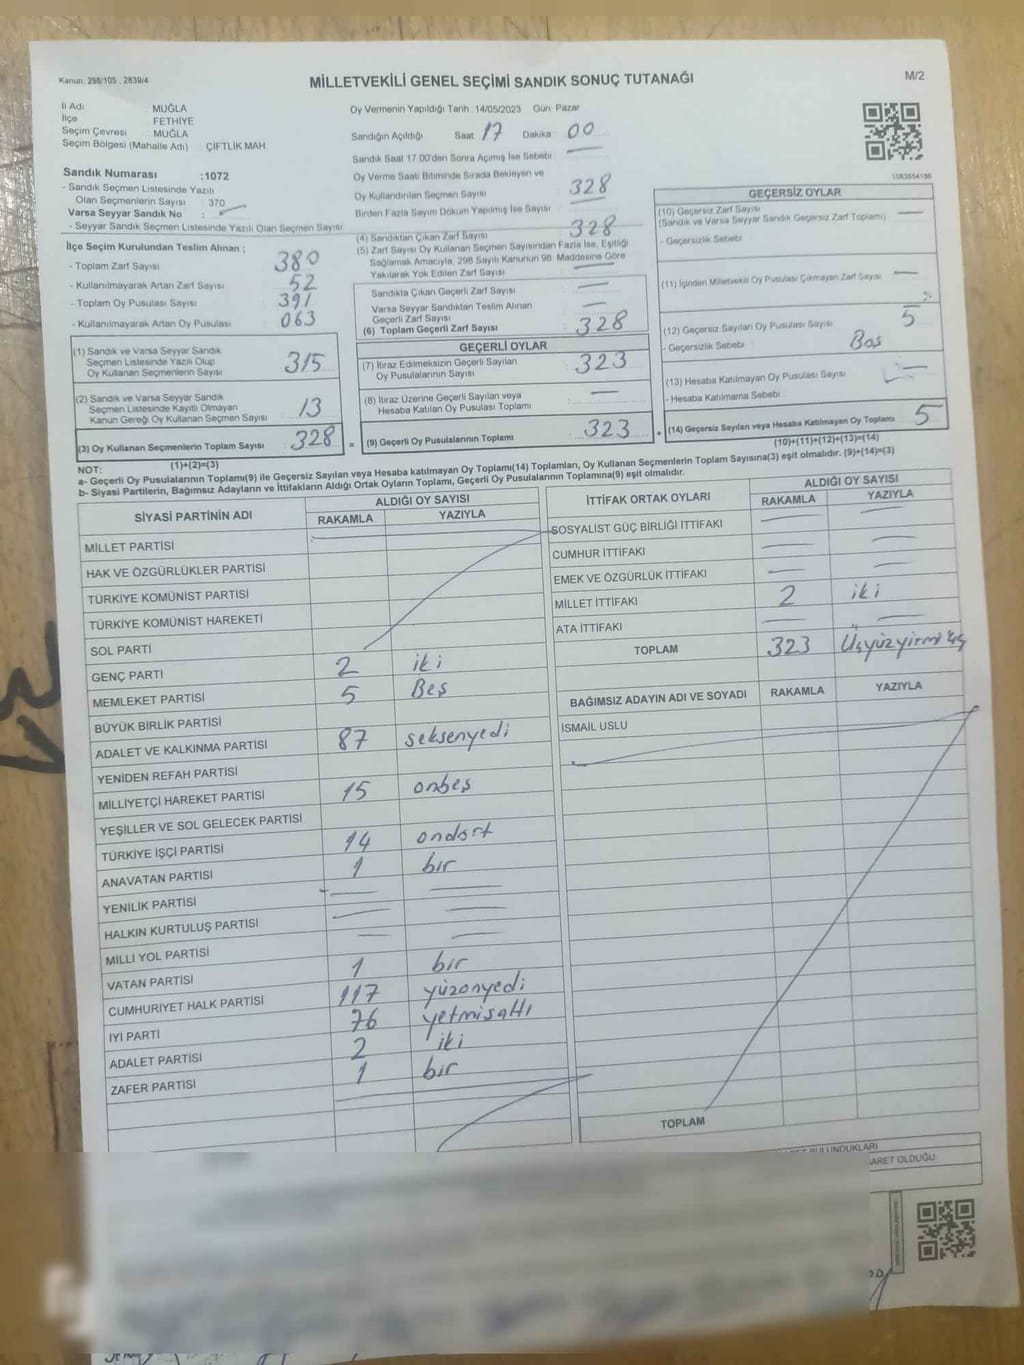 Kanun, 298/105 , 2839/4
MİLLETVEKİLİ GENEL SEÇİMİ SANDIK SONUÇ TUTANAĞI
M/2
İl Adı MUĞLA
İlçe FETHİYE
Seçim Çevresi : MUĞLA
Seçim Bölgesi (Mahalle Adı) : ÇİFTLİK MAH.
Oy Vermenin Yapıldığı Tarih : 14/05/2023 Gün: Pazar
Sandığın Açıldığı Saat: 17 Dakika 00
Sandık Saat 17.00'den Sonra Açılmış İse Sebebi
Sandık Numarası :1072
- Sandık Seçmen Listesinde Yazılı
Olan Seçmenlerin Sayısı : 370
Varsa Seyyar Sandık No :
- Seyyar Sandık Seçmen Listesinde Yazılı Olan Seçmen Sayısı
Oy Verme Saati Bitiminde Sırada Bekleyen ve
Oy Kullandırılan Seçmen Sayısı 328
Birden Fazla Sayım Döküm Yapılmış İse Sayısı
1083654186
İlçe Seçim Kurulundan Teslim Alınan ;
- Toplam Zarf Sayısı 380
- Kullanılmayarak Artan Zarf Sayısı 52
- Toplam Oy Pusulası Sayısı 391
- Kullanılmayarak Artan Oy Pusulası 063
(1) Sandık ve Varsa Seyyar Sandık
Seçmen Listesinde Yazılı Olup
Oy Kullanan Seçmenlerin Sayısı 315
(2) Sandık ve Varsa Seyyar Sandık
Seçmen Listesinde Kayıtlı Olmayan
Kanun Gereği Oy Kullanan Seçmen Sayısı 13
(3) Oy Kullanan Seçmenlerin Toplam Sayısı 328
(1)+(2)=(3)
(4) Sandıktan Çıkan Zarf Sayısı 328
(5) Zarf Sayısı Oy Kullanan Seçmen Sayısından Fazla İse, Eşitliği
Sağlamak Amacıyla, 298 Sayılı Kanunun 98. Maddesine Göre
Yakılarak Yok Edilen Zarf Sayısı
Sandıkta Çıkan Geçerli Zarf Sayısı
Varsa Seyyar Sandıktan Teslim Alınan
Geçerli Zarf Sayısı
(6) Toplam Geçerli Zarf Sayısı 328
GEÇERLİ OYLAR
(7) İtiraz Edilmeksizin Geçerli Sayılan
Oy Pusulalarının Sayısı 323
(8) İtiraz Üzerine Geçerli Sayılan veya
Hesaba Katılan Oy Pusulası Toplamı
= (9) Geçerli Oy Pusulalarının Toplamı 323
GEÇERSİZ OYLAR
(10) Geçersiz Zarf Sayısı
(Sandık ve Varsa Seyyar Sandık Geçersiz Zarf Toplamı)
- Geçersizlik Sebebi
(11) İçinden Milletvekili Oy Pusulası Çıkmayan Zarf Sayısı
(12) Geçersiz Sayılan Oy Pusulası Sayısı 5
- Geçersizlik Sebebi Boş
(13) Hesaba Katılmayan Oy Pusulası Sayısı
- Hesaba Katılmama Sebebi
+ (14) Geçersiz Sayılan veya Hesaba Katılmayan Oy Toplamı 5
(10)+(11)+(12)+(13)=(14)
NOT:
a- Geçerli Oy Pusulalarının Toplamı(9) ile Geçersiz Sayılan veya Hesaba katılmayan Oy Toplamı(14) Toplamları, Oy Kullanan Seçmenlerin Toplam Sayısına(3) eşit olmalıdır. (9)+(14)=(3)
b- Siyasi Partilerin, Bağımsız Adayların ve İttifakların Aldığı Ortak Oyların Toplamı, Geçerli Oy Pusulalarının Toplamına(9) eşit olmalıdır.
SİYASİ PARTİNİN ADI
ALDIĞI OY SAYISI
RAKAMLA YAZIYLA
MİLLET PARTİSİ
HAK VE ÖZGÜRLÜKLER PARTİSİ
TÜRKİYE KOMÜNİST PARTİSİ
TÜRKİYE KOMÜNİST HAREKETİ
SOL PARTİ
GENÇ PARTİ 2 iki
MEMLEKET PARTİSİ 5 Beş
BÜYÜK BİRLİK PARTİSİ
ADALET VE KALKINMA PARTİSİ 87 seksenyedi
YENİDEN REFAH PARTİSİ
MİLLİYETÇİ HAREKET PARTİSİ 15 onbeş
YEŞİLLER VE SOL GELECEK PARTİSİ
TÜRKİYE İŞÇİ PARTİSİ 14 ondört
ANAVATAN PARTİSİ 1 bir
YENİLİK PARTİSİ
HALKIN KURTULUŞ PARTİSİ
MİLLİ YOL PARTİSİ
VATAN PARTİSİ 1 bir
CUMHURİYET HALK PARTİSİ 117 yüzonyedi
İYİ PARTİ 76 yetmişaltı
ADALET PARTİSİ 2 iki
ZAFER PARTİSİ 1 bir
İTTİFAK ORTAK OYLARI
ALDIĞI OY SAYISI
RAKAMLA YAZIYLA
SOSYALİST GÜÇ BİRLİĞİ İTTİFAKI
CUMHUR İTTİFAKI
EMEK VE ÖZGÜRLÜK İTTİFAKI
MİLLET İTTİFAKI 2 iki
ATA İTTİFAKI
TOPLAM 323 Üçyüzyirmi üç
BAĞIMSIZ ADAYIN ADI VE SOYADI RAKAMLA YAZIYLA
İSMAİL USLU
TOPLAM
BULUNDUKLARI
ARET OLDUĞU